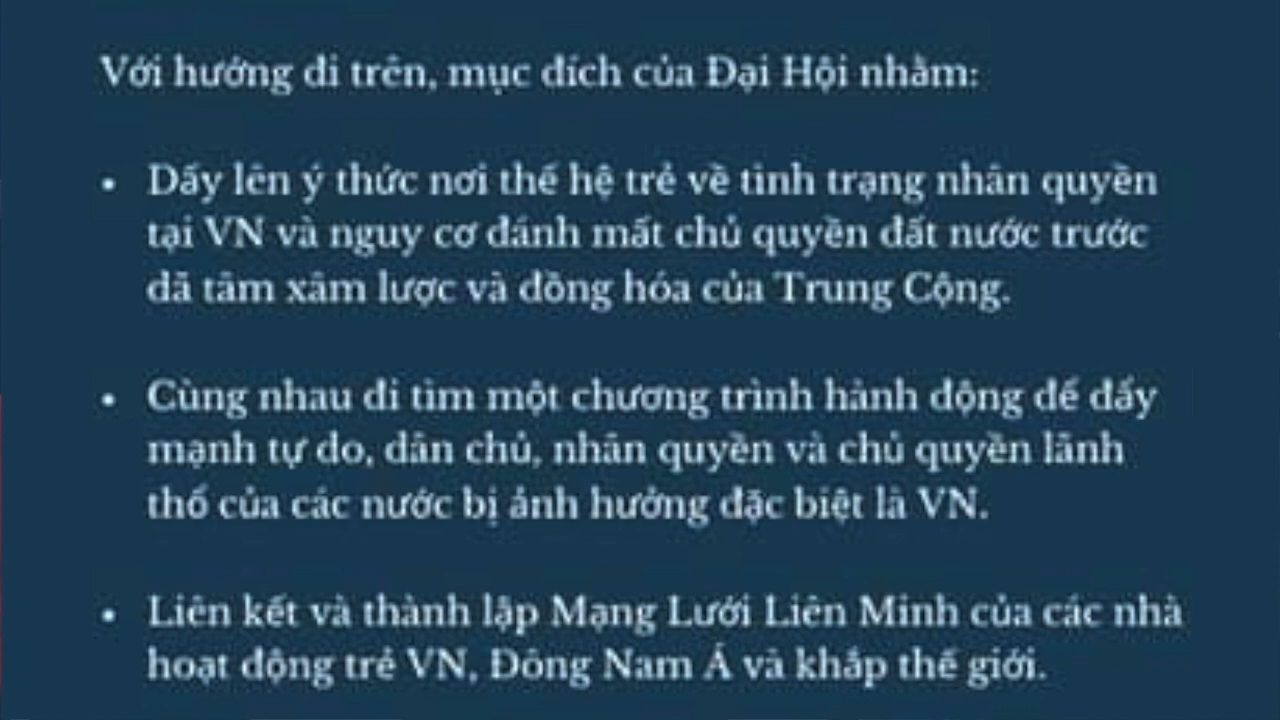 Với hướng đi trên, mục đích của Đại Hội nhằm:
• Dấy lên ý thức nơi thế hệ trẻ về tình trạng nhân quyền
tại VN và nguy cơ đánh mất chủ quyền đất nước trước
dã tâm xâm lược và đồng hóa của Trung Cộng.
• Cùng nhau đi tìm một chương trình hành động để đẩy
mạnh tự do, dân chủ, nhân quyền và chủ quyền lãnh
thổ của các nước bị ảnh hưởng đặc biệt là VN.
• Liên kết và thành lập Mạng Lưới Liên Minh của các nhà
hoạt động trẻ VN, Đông Nam Á và khắp thế giới.